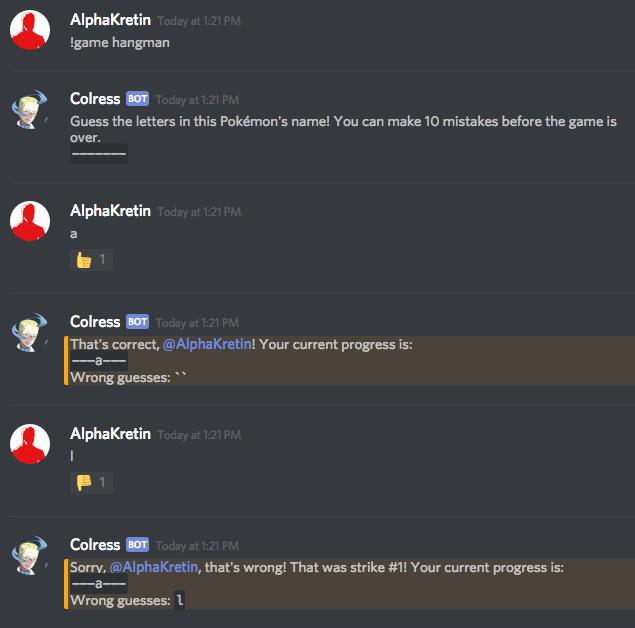 AlphaKretin Today at 1:21 PM
!game hangman
Colress BOT Today at 1:21 PM
Guess the letters in this Pokémon's name! You can make 10 mistakes before the game is
over.
-------
AlphaKretin Today at 1:21 PM
a
👍 1
Colress BOT Today at 1:21 PM
That's correct, @AlphaKretin! Your current progress is:
---a---
Wrong guesses: ``
AlphaKretin Today at 1:21 PM
l
👎 1
Colress BOT Today at 1:21 PM
Sorry, @AlphaKretin, that's wrong! That was strike #1! Your current progress is:
---a---
Wrong guesses: l